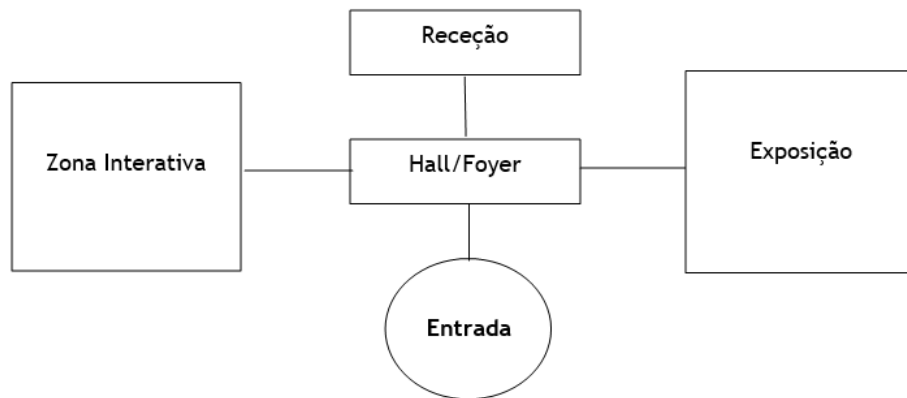 Receção
Zona Interativa
Hall/Foyer
Exposição
Entrada